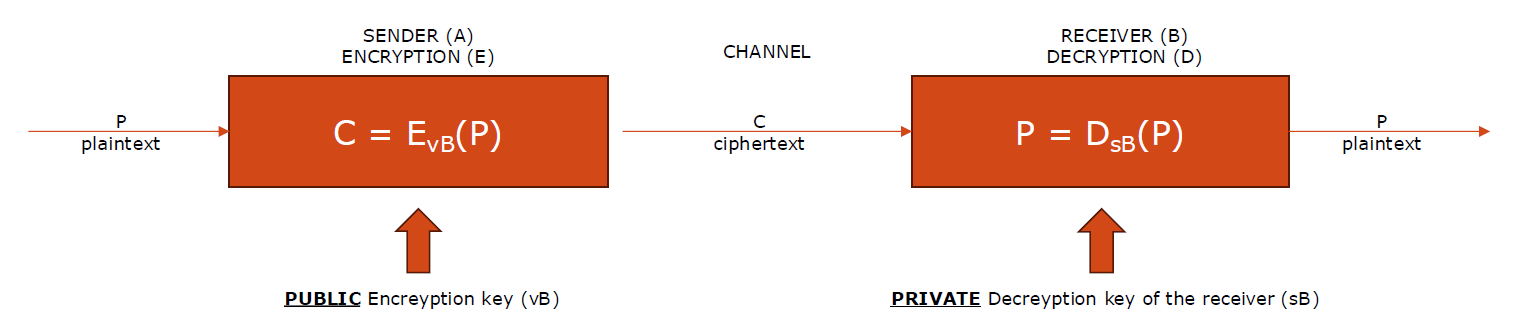 SENDER (A)
ENCRYPTION (E)
CHANNEL
RECEIVER (B)
DECRYPTION (D)
P
plaintext
C = EvB(P)
C
ciphertext
P = DsB(P)
P
plaintext
PUBLIC Encreyption key (vB)
PRIVATE Decreyption key of the receiver (sB)